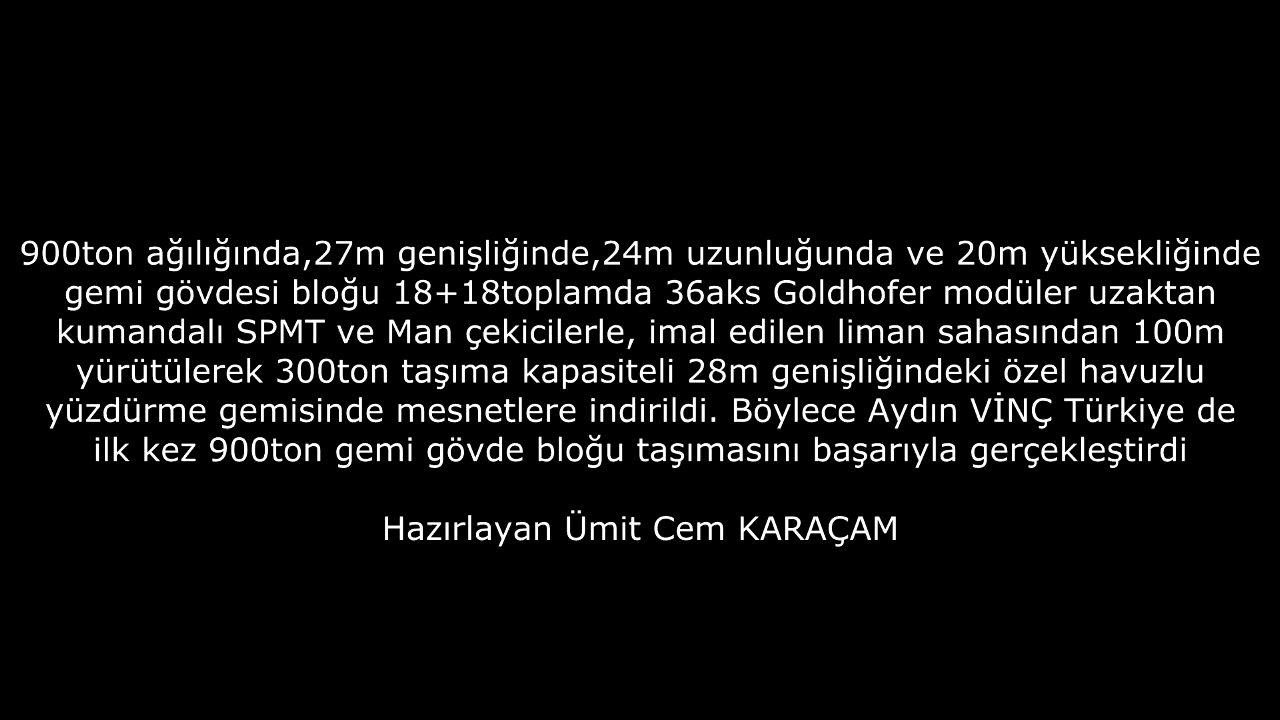 900ton ağılığında,27m genişliğinde,24m uzunluğunda ve 20m yüksekliğinde
gemi gövdesi bloğu 18+18toplamda 36aks Goldhofer modüler uzaktan
kumandalı SPMT ve Man çekicilerle, imal edilen liman sahasından 100m
yürütülerek 300ton taşıma kapasiteli 28m genişliğindeki özel havuzlu
yüzdürme gemisinde mesnetlere indirildi. Böylece Aydın VİNÇ Türkiye de
ilk kez 900ton gemi gövde bloğu taşımasını başarıyla gerçekleştirdi
Hazırlayan Ümit Cem KARAÇAM